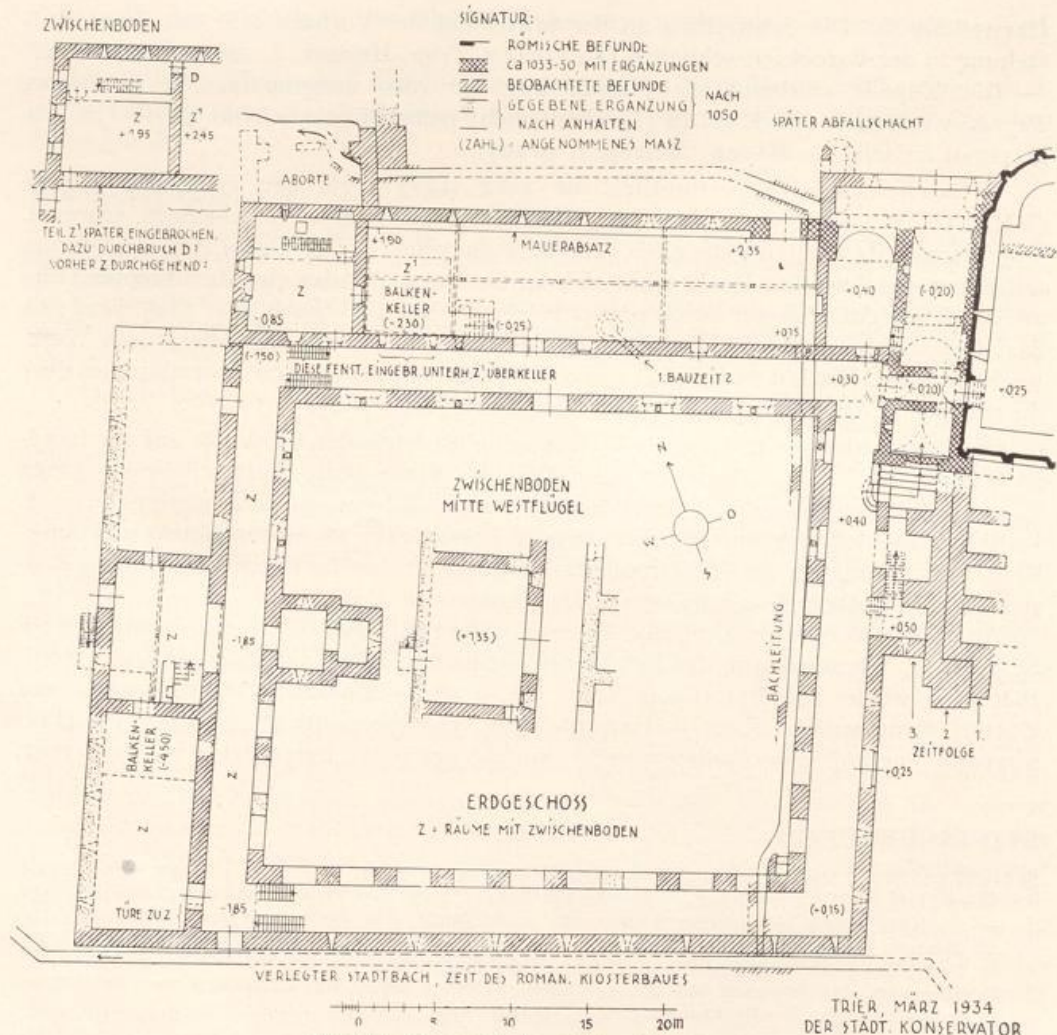 ZWISCHENBODEN
D
Z
+1.95
Z¹
+2.45
TEIL Z¹ SPÄTER EINGEBROCHEN.
DAZU DURCHBRUCH D?
VORHER Z DURCHGEHEND?
SIGNATUR:
RÖMISCHE BEFUNDE
ca 1033-50, MIT ERGÄNZUNGEN
BEOBACHTETE BEFUNDE
GEGEBENE ERGÄNZUNG
NACH ANHALTEN
NACH
1050
(ZAHL) = ANGENOMMENES MASZ
SPÄTER ABFALLSCHACHT
ABORTE
+1.90
MAUERABSATZ
+2.35
Z
Z¹
BALKEN-
KELLER
(-2.30)
(-0.25)
-0.85
+0.15
+0.40
(-0.20)
(-1.50)
DIESE FENST. EINGEBR. UNTERH. Z¹, ÜBER KELLER
1. BAUZEIT?
+0.30
(-0.20)
+0.25
Z
ZWISCHENBODEN
MITTE WESTFLÜGEL
N
O
W
S
+0.40
(+1.35)
BACHLEITUNG
+0.50
Z
-1.85
3.
2.
1.
ZEITFOLGE
BALKEN-
KELLER
(-4.50)
Z
+0.25
ERDGESCHOSS
Z = RÄUME MIT ZWISCHENBODEN
Z
TÜRE ZU Z
-1.85
(+0.15)
VERLEGTER STADTBACH, ZEIT DES ROMAN. KLOSTERBAUES
0 5 10 15 20m
TRIER, MÄRZ 1934
DER STÄDT. KONSERVATOR